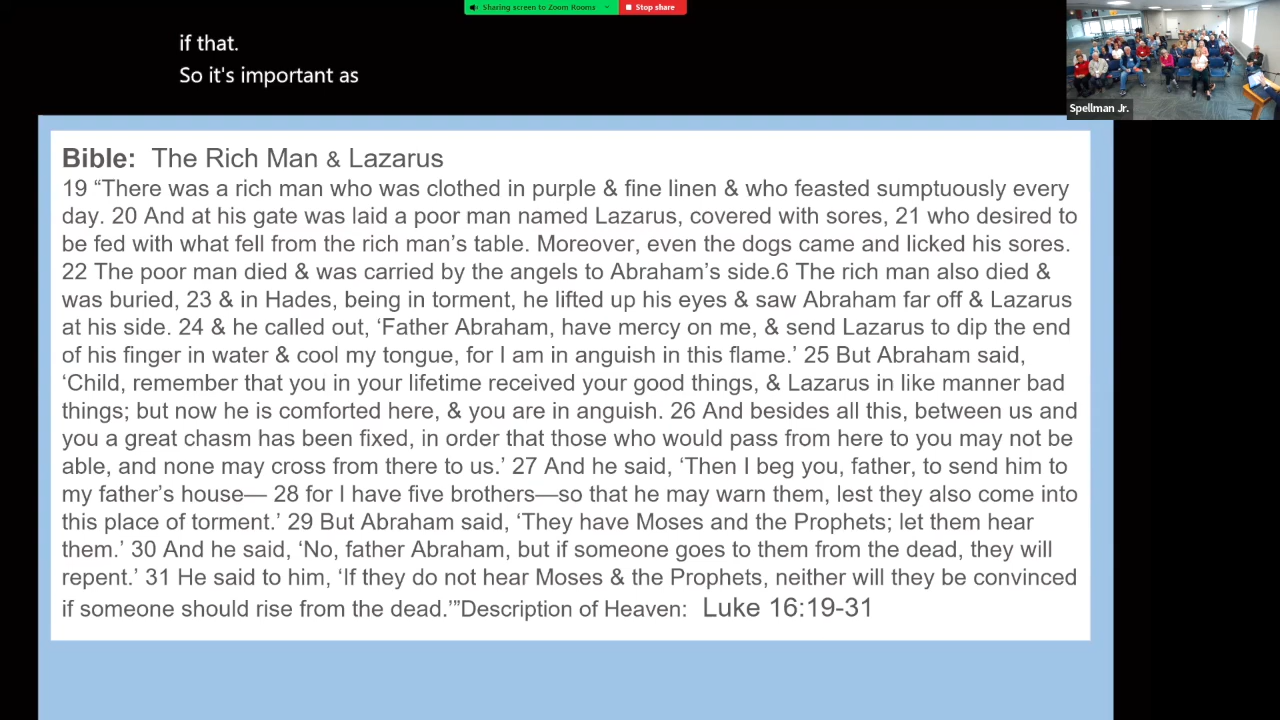 Sharing screen to Zoom Rooms
Stop share
if that.
So it's important as
Spellman Jr.
Bible: The Rich Man & Lazarus
19 “There was a rich man who was clothed in purple & fine linen & who feasted sumptuously every
day. 20 And at his gate was laid a poor man named Lazarus, covered with sores, 21 who desired to
be fed with what fell from the rich man’s table. Moreover, even the dogs came and licked his sores.
22 The poor man died & was carried by the angels to Abraham’s side.6 The rich man also died &
was buried, 23 & in Hades, being in torment, he lifted up his eyes & saw Abraham far off & Lazarus
at his side. 24 & he called out, ‘Father Abraham, have mercy on me, & send Lazarus to dip the end
of his finger in water & cool my tongue, for I am in anguish in this flame.’ 25 But Abraham said,
‘Child, remember that you in your lifetime received your good things, & Lazarus in like manner bad
things; but now he is comforted here, & you are in anguish. 26 And besides all this, between us and
you a great chasm has been fixed, in order that those who would pass from here to you may not be
able, and none may cross from there to us.’ 27 And he said, ‘Then I beg you, father, to send him to
my father’s house— 28 for I have five brothers—so that he may warn them, lest they also come into
this place of torment.’ 29 But Abraham said, ‘They have Moses and the Prophets; let them hear
them.’ 30 And he said, ‘No, father Abraham, but if someone goes to them from the dead, they will
repent.’ 31 He said to him, ‘If they do not hear Moses & the Prophets, neither will they be convinced
if someone should rise from the dead.’”Description of Heaven: Luke 16:19-31